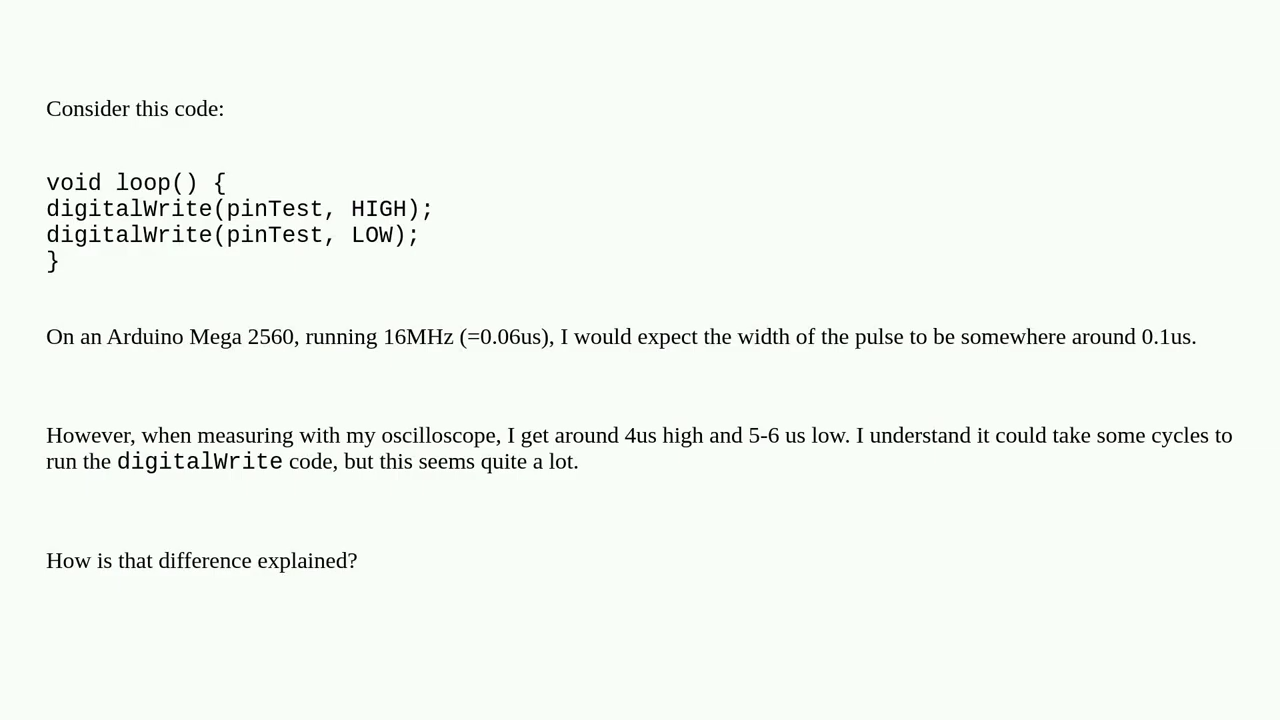 Consider this code:
void loop() {
digitalWrite(pinTest, HIGH);
digitalWrite(pinTest, LOW);
}
On an Arduino Mega 2560, running 16MHz (=0.06us), I would expect the width of the pulse to be somewhere around 0.1us.
However, when measuring with my oscilloscope, I get around 4us high and 5-6 us low. I understand it could take some cycles to
run the digitalWrite code, but this seems quite a lot.
How is that difference explained?